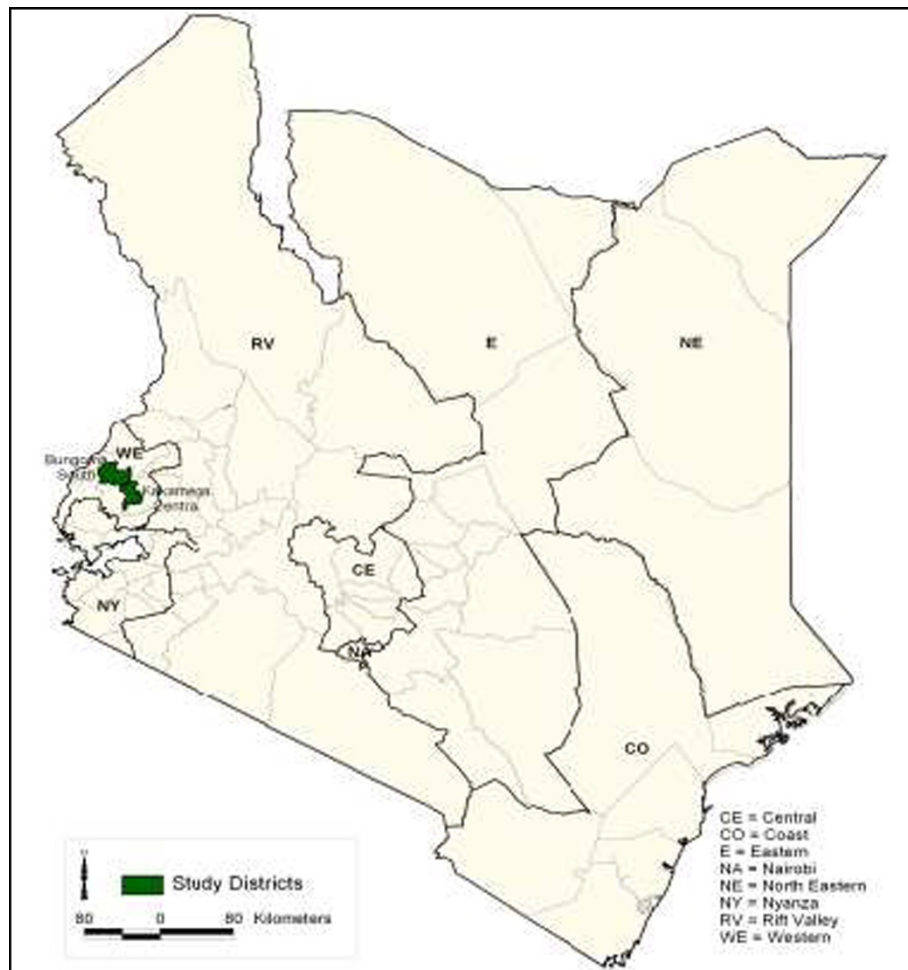 RV
E
NE
WE
Bungoma
South
Kakamega
Centra
CE
NY
NA
CO
Study Districts
80 0 80 Kilometers
CE = Central
CO = Coast
E = Eastern
NA = Nairobi
NE = North Eastern
NY = Nyanza
RV = Rift Valley
WE = Western